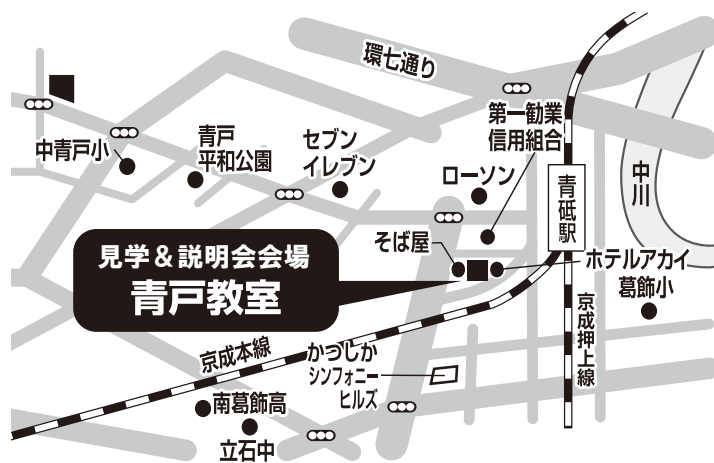 環七通り
第一勧業
信用組合
セブン
イレブン
青戸
平和公園
中青戸小
ローソン
中川
青砥駅
そば屋
見学＆説明会会場
青戸教室
ホテルアカイ
葛飾小
京成押上線
京成本線
かつしか
シンフォニー
ヒルズ
南葛飾高
立石中